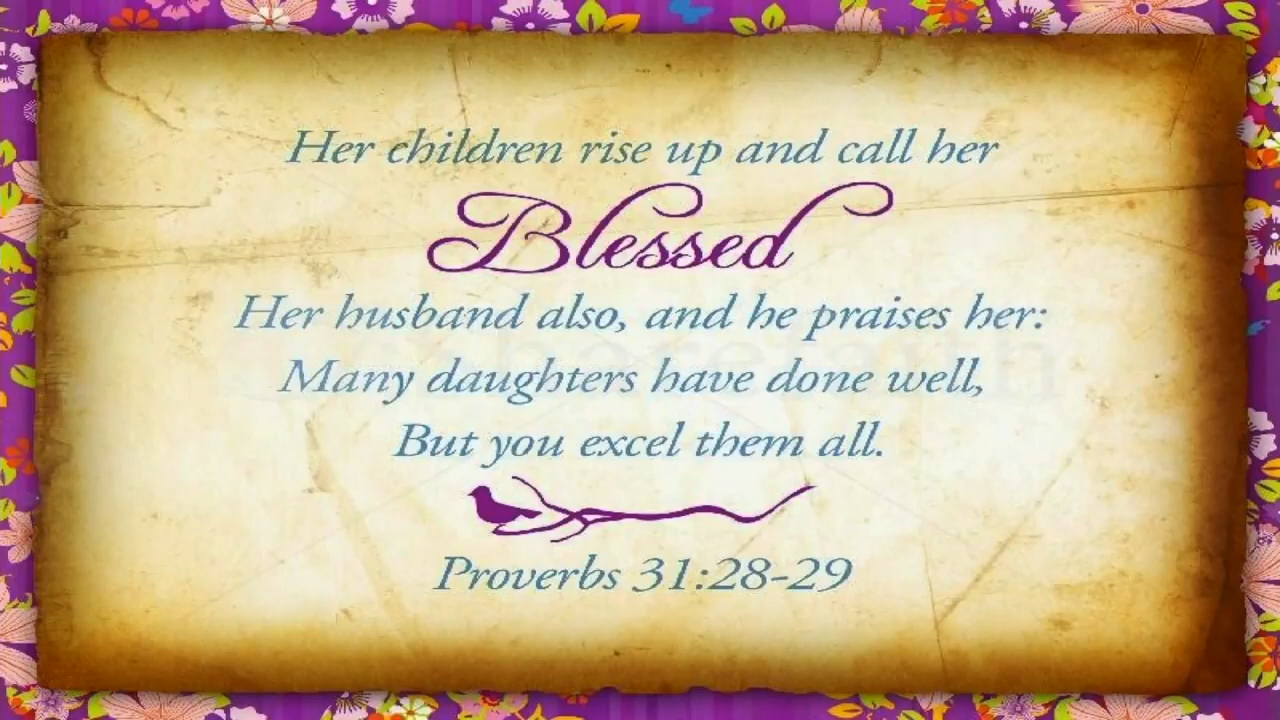 Her children rise up and call her
Blessed
Her husband also, and he praises her:
Many daughters have done well,
But you excel them all.
Proverbs 31:28-29
sharefaith